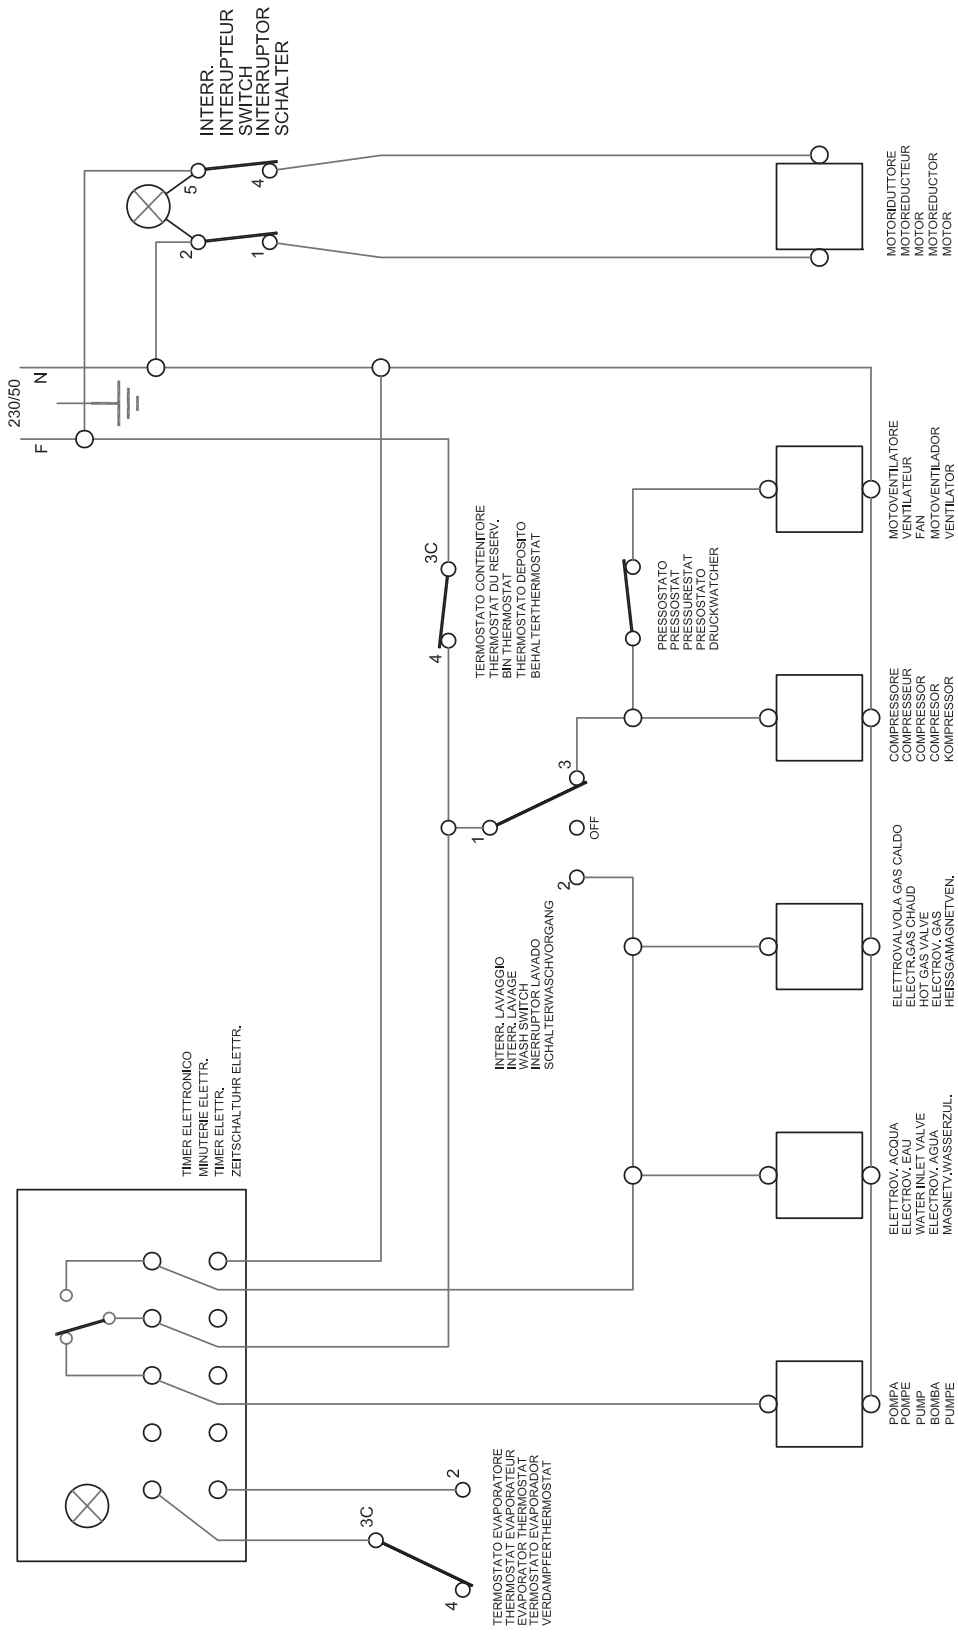 INTERR.
INTERUPTEUR
SWITCH
INTERRUPTOR
SCHALTER
5
4
2
1
MOTORIDUTTORE
MOTOREDUCTEUR
MOTOR
MOTOREDUCTOR
MOTOR
230/50
N
F
3C
4
TERMOSTATO CONTENITORE
THERMOSTAT DU RESERV.
BIN THERMOSTAT
THERMOSTATO DEPOSITO
BEHALTERTHERMOSTAT
PRESSOSTATO
PRESSOSTAT
PRESSURESTAT
PRESOSTATO
DRUCKWATCHER
MOTOVENTILATORE
VENTILATEUR
FAN
MOTOVENTILADOR
VENTILATOR
COMPRESSORE
COMPRESSEUR
COMPRESSOR
COMPRESOR
KOMPRESSOR
1
3
OFF
2
INTERR. LAVAGGIO
INTERR. LAVAGE
WASH SWITCH
INERRUPTOR LAVADO
SCHALTERWASCHVORGANG
ELETTROVALVOLA GAS CALDO
ELECTR.GAS CHAUD
HOT GAS VALVE
ELECTROV. GAS
HEISSGAMAGNETVEN.
TIMER ELETTRONICO
MINUTERIE ELETTR.
TIMER ELETTR.
ZEITSCHALTUHR ELETTR.
ELETTROV. ACQUA
ELECTROV. EAU
WATER INLET VALVE
ELECTROV. AGUA
MAGNETV.WASSERZUL.
POMPA
POMPE
PUMP
BOMBA
PUMPE
3C
2
4
TERMOSTATO EVAPORATORE
THERMOSTAT EVAPORATEUR
EVAPORATOR THERMOSTAT
TERMOSTATO EVAPORADOR
VERDAMPFERTHERMOSTAT